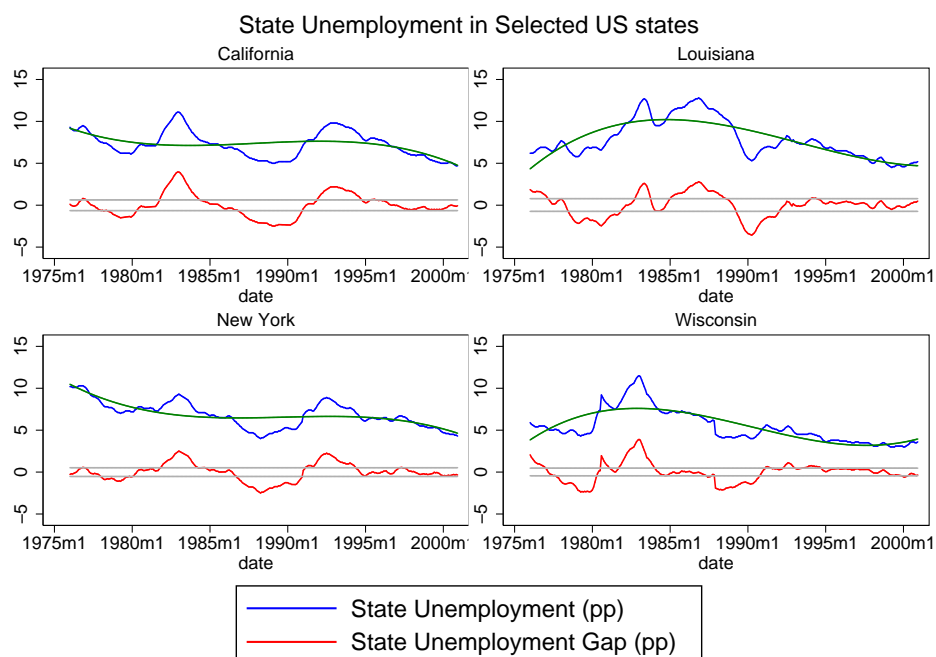 State Unemployment in Selected US states
California
15
10
5
0
−5
1975m1 1980m1 1985m1 1990m1 1995m1 2000m1
date
Louisiana
15
10
5
0
−5
1975m1 1980m1 1985m1 1990m1 1995m1 2000m1
date
New York
15
10
5
0
−5
1975m1 1980m1 1985m1 1990m1 1995m1 2000m1
date
Wisconsin
15
10
5
0
−5
1975m1 1980m1 1985m1 1990m1 1995m1 2000m1
date
State Unemployment (pp)
State Unemployment Gap (pp)